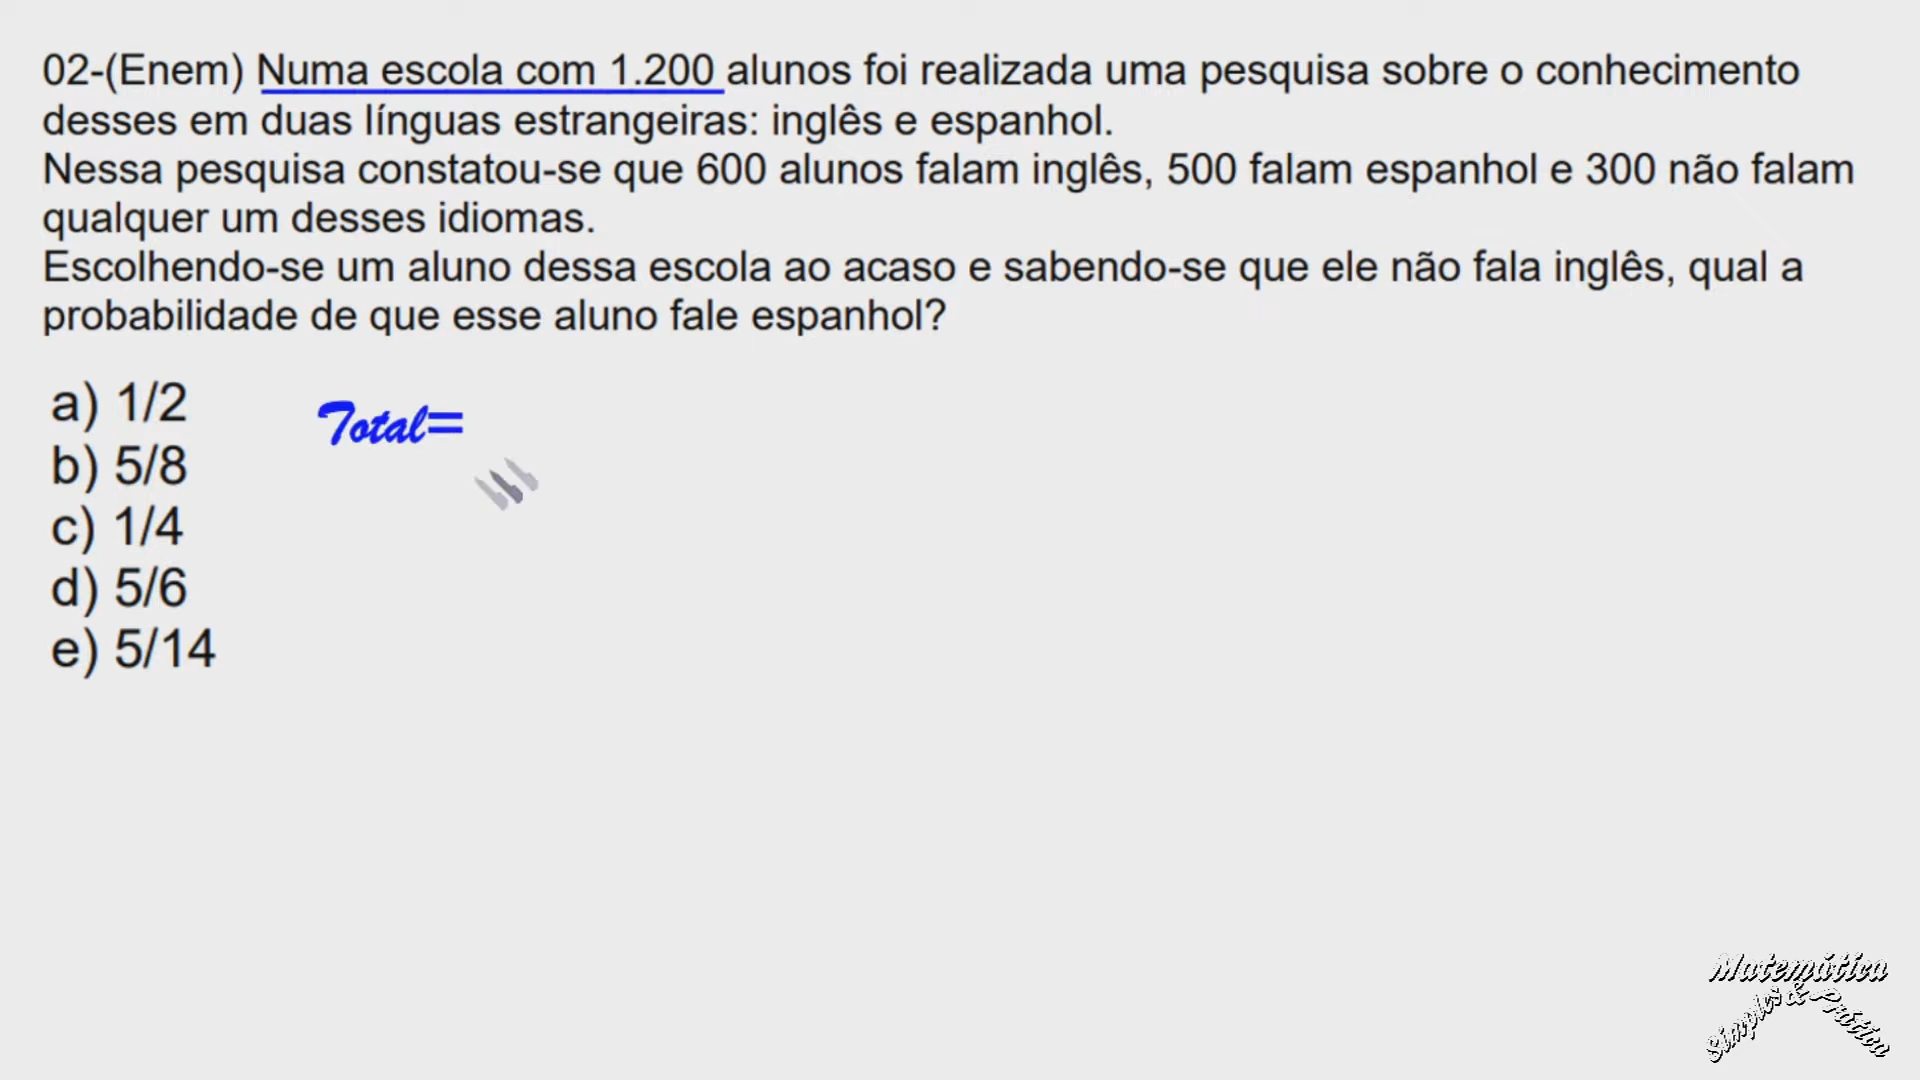 02-(Enem) Numa escola com 1.200 alunos foi realizada uma pesquisa sobre o conhecimento
desses em duas línguas estrangeiras: inglês e espanhol.
Nessa pesquisa constatou-se que 600 alunos falam inglês, 500 falam espanhol e 300 não falam
qualquer um desses idiomas.
Escolhendo-se um aluno dessa escola ao acaso e sabendo-se que ele não fala inglês, qual a
probabilidade de que esse aluno fale espanhol?
a) 1/2
Total=
b) 5/8
c) 1/4
d) 5/6
e) 5/14
Matemática
Simples & Prática